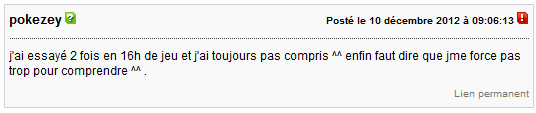 pokezey
Posté le 10 décembre 2012 à 09:06:13
j'ai essayé 2 fois en 16h de jeu et j'ai toujours pas compris ^^ enfin faut dire que jme force pas
trop pour comprendre ^^ .
Lien permanent